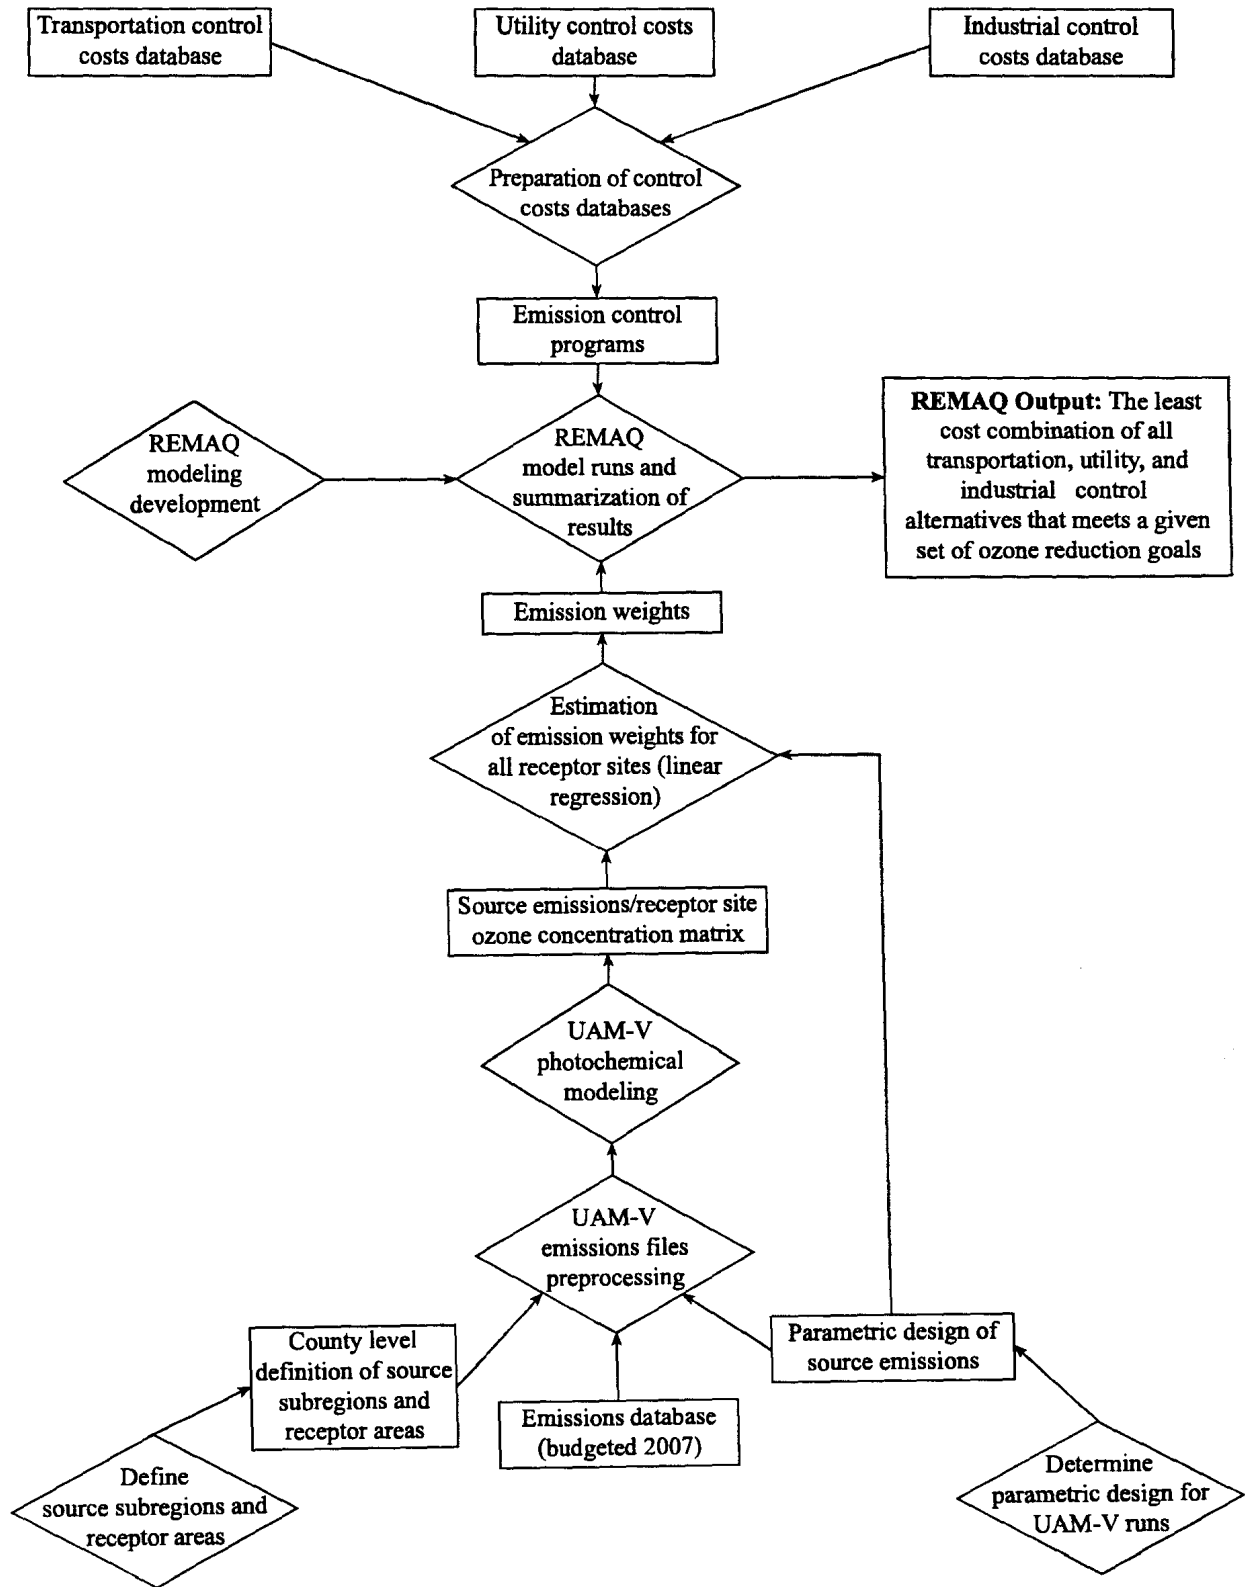 Transportation control
costs database
Utility control costs
database
Industrial control
costs database
Preparation of control
costs databases
Emission control
programs
REMAQ
modeling
development
REMAQ
model runs and
summarization of
results
REMAQ Output: The least
cost combination of all
transportation, utility, and
industrial control
alternatives that meets a given
set of ozone reduction goals
Emission weights
Estimation
of emission weights for
all receptor sites (linear
regression)
Source emissions/receptor site
ozone concentration matrix
UAM-V
photochemical
modeling
UAM-V
emissions files
preprocessing
County level
definition of source
subregions and
receptor areas
Emissions database
(budgeted 2007)
Parametric design of
source emissions
Define
source subregions and
receptor areas
Determine
parametric design for
UAM-V runs